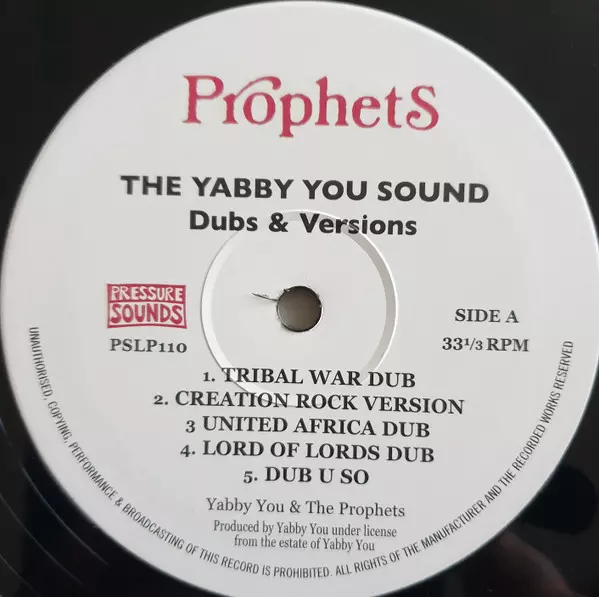 Prophets
THE YABBY YOU SOUND
Dubs & Versions
PRESSURE
SOUNDS
PSLP110
SIDE A
33 1/3 RPM
1. TRIBAL WAR DUB
2. CREATION ROCK VERSION
3 UNITED AFRICA DUB
4. LORD OF LORDS DUB
5. DUB U SO
Yabby You & The Prophets
Produced by Yabby You under license
from the estate of Yabby You
UNAUTHORISED, COPYING, PERFORMANCE & BROADCASTING OF THIS RECORD IS PROHIBITED. ALL RIGHTS OF THE MANUFACTURER AND THE RECORDED WORKS RESERVED